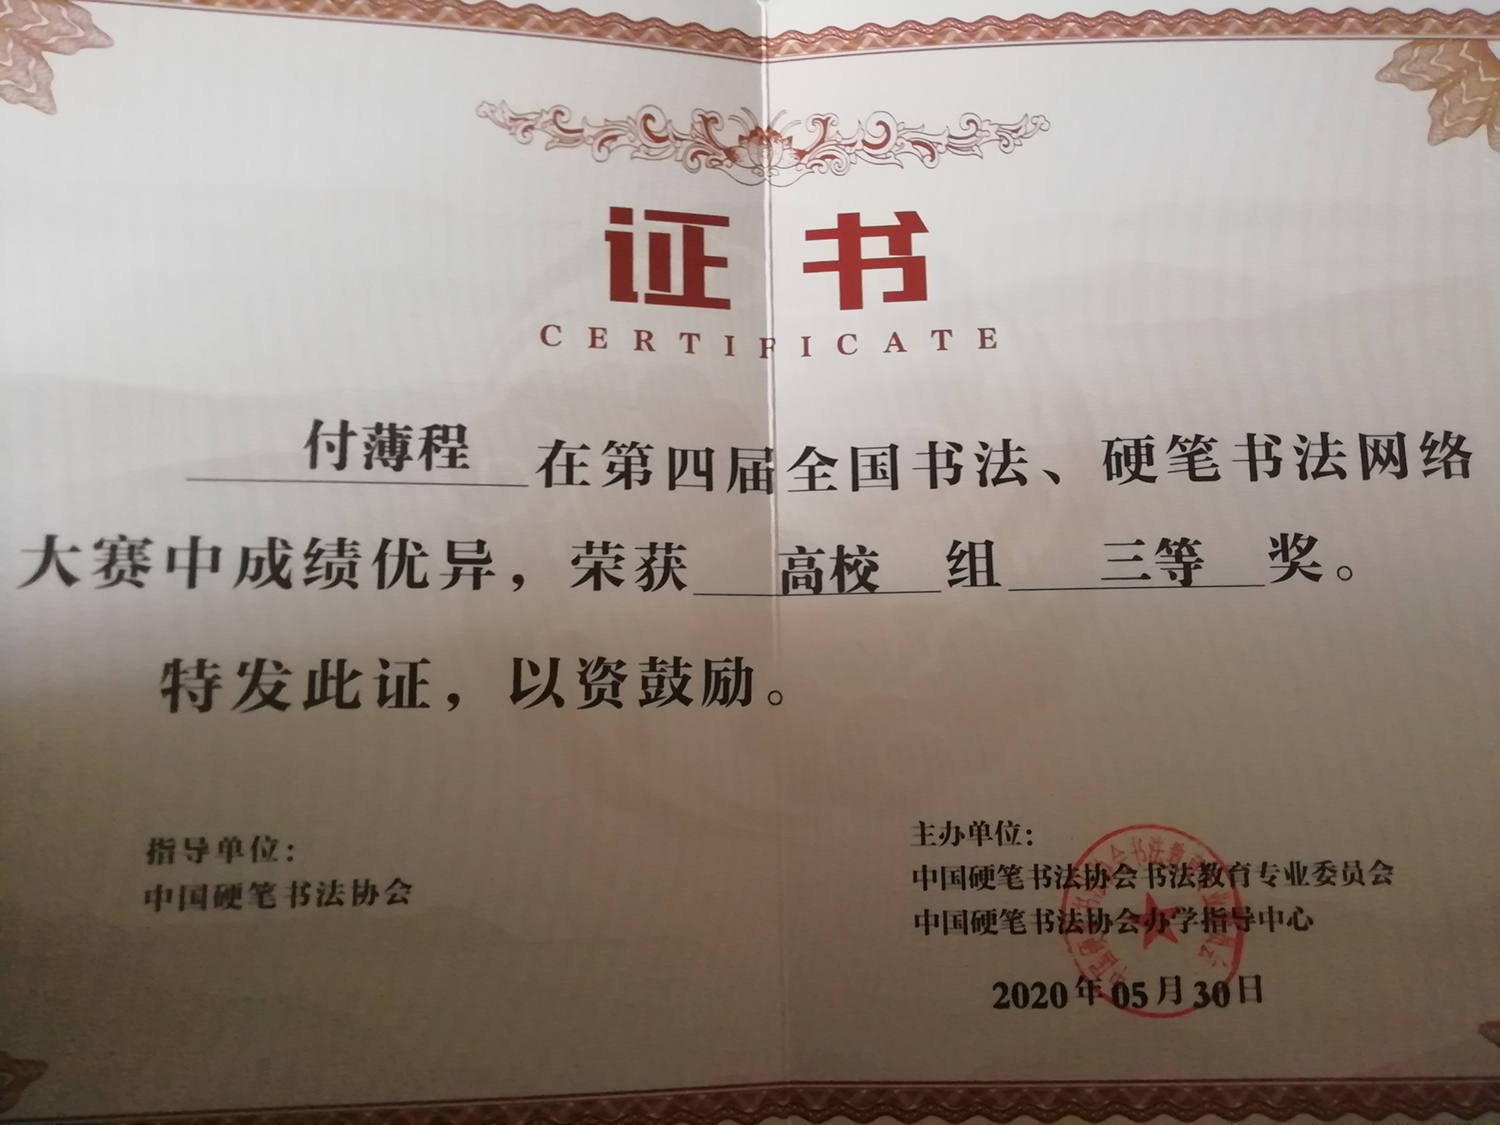 证书
CERTIFICATE
付薄程在第四届全国书法、硬笔书法网络
大赛中成绩优异，荣获高校组三等奖。
特发此证，以资鼓励。
指导单位：
中国硬笔书法协会
主办单位：
中国硬笔书法协会书法教育专业委员会
中国硬笔书法协会办学指导中心
2020年05月30日